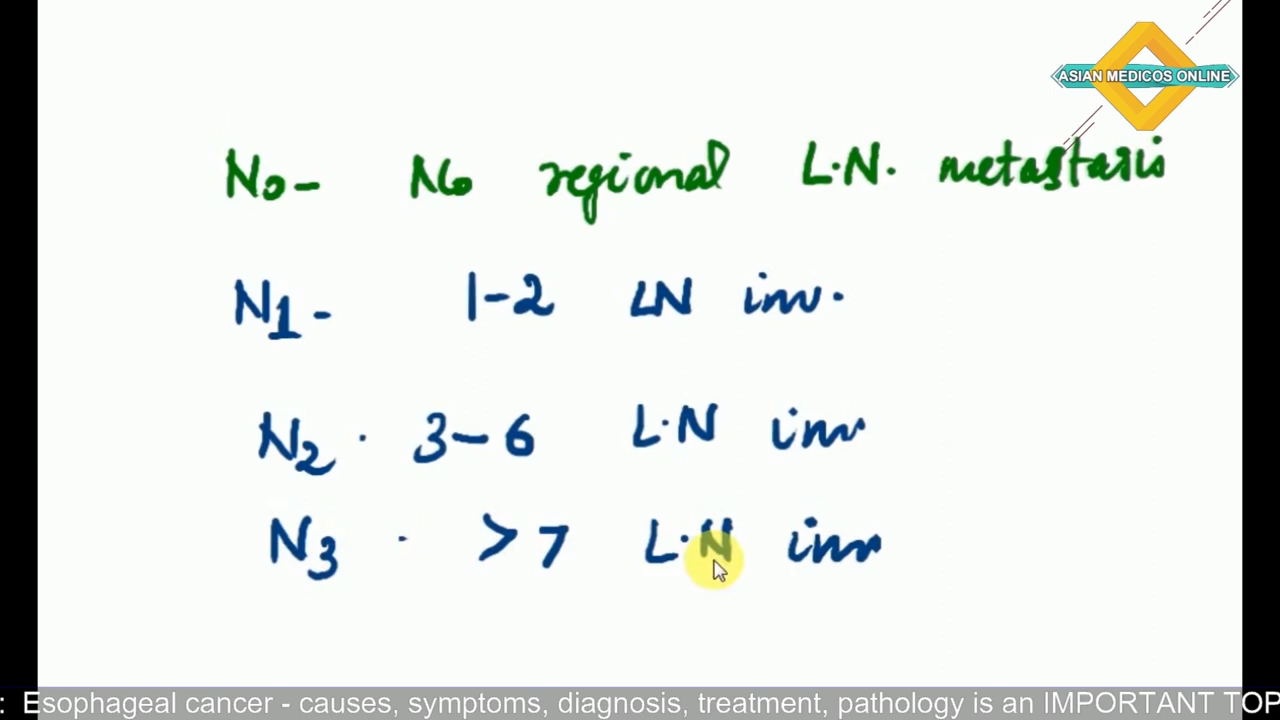 ASIAN MEDICOS ONLINE
N0- No regional L.N. metastasis
N1- 1-2 LN inv.
N2. 3-6 L.N inv
N3. >7 L.N inv
: Esophageal cancer - causes, symptoms, diagnosis, treatment, pathology is an IMPORTANT TOP